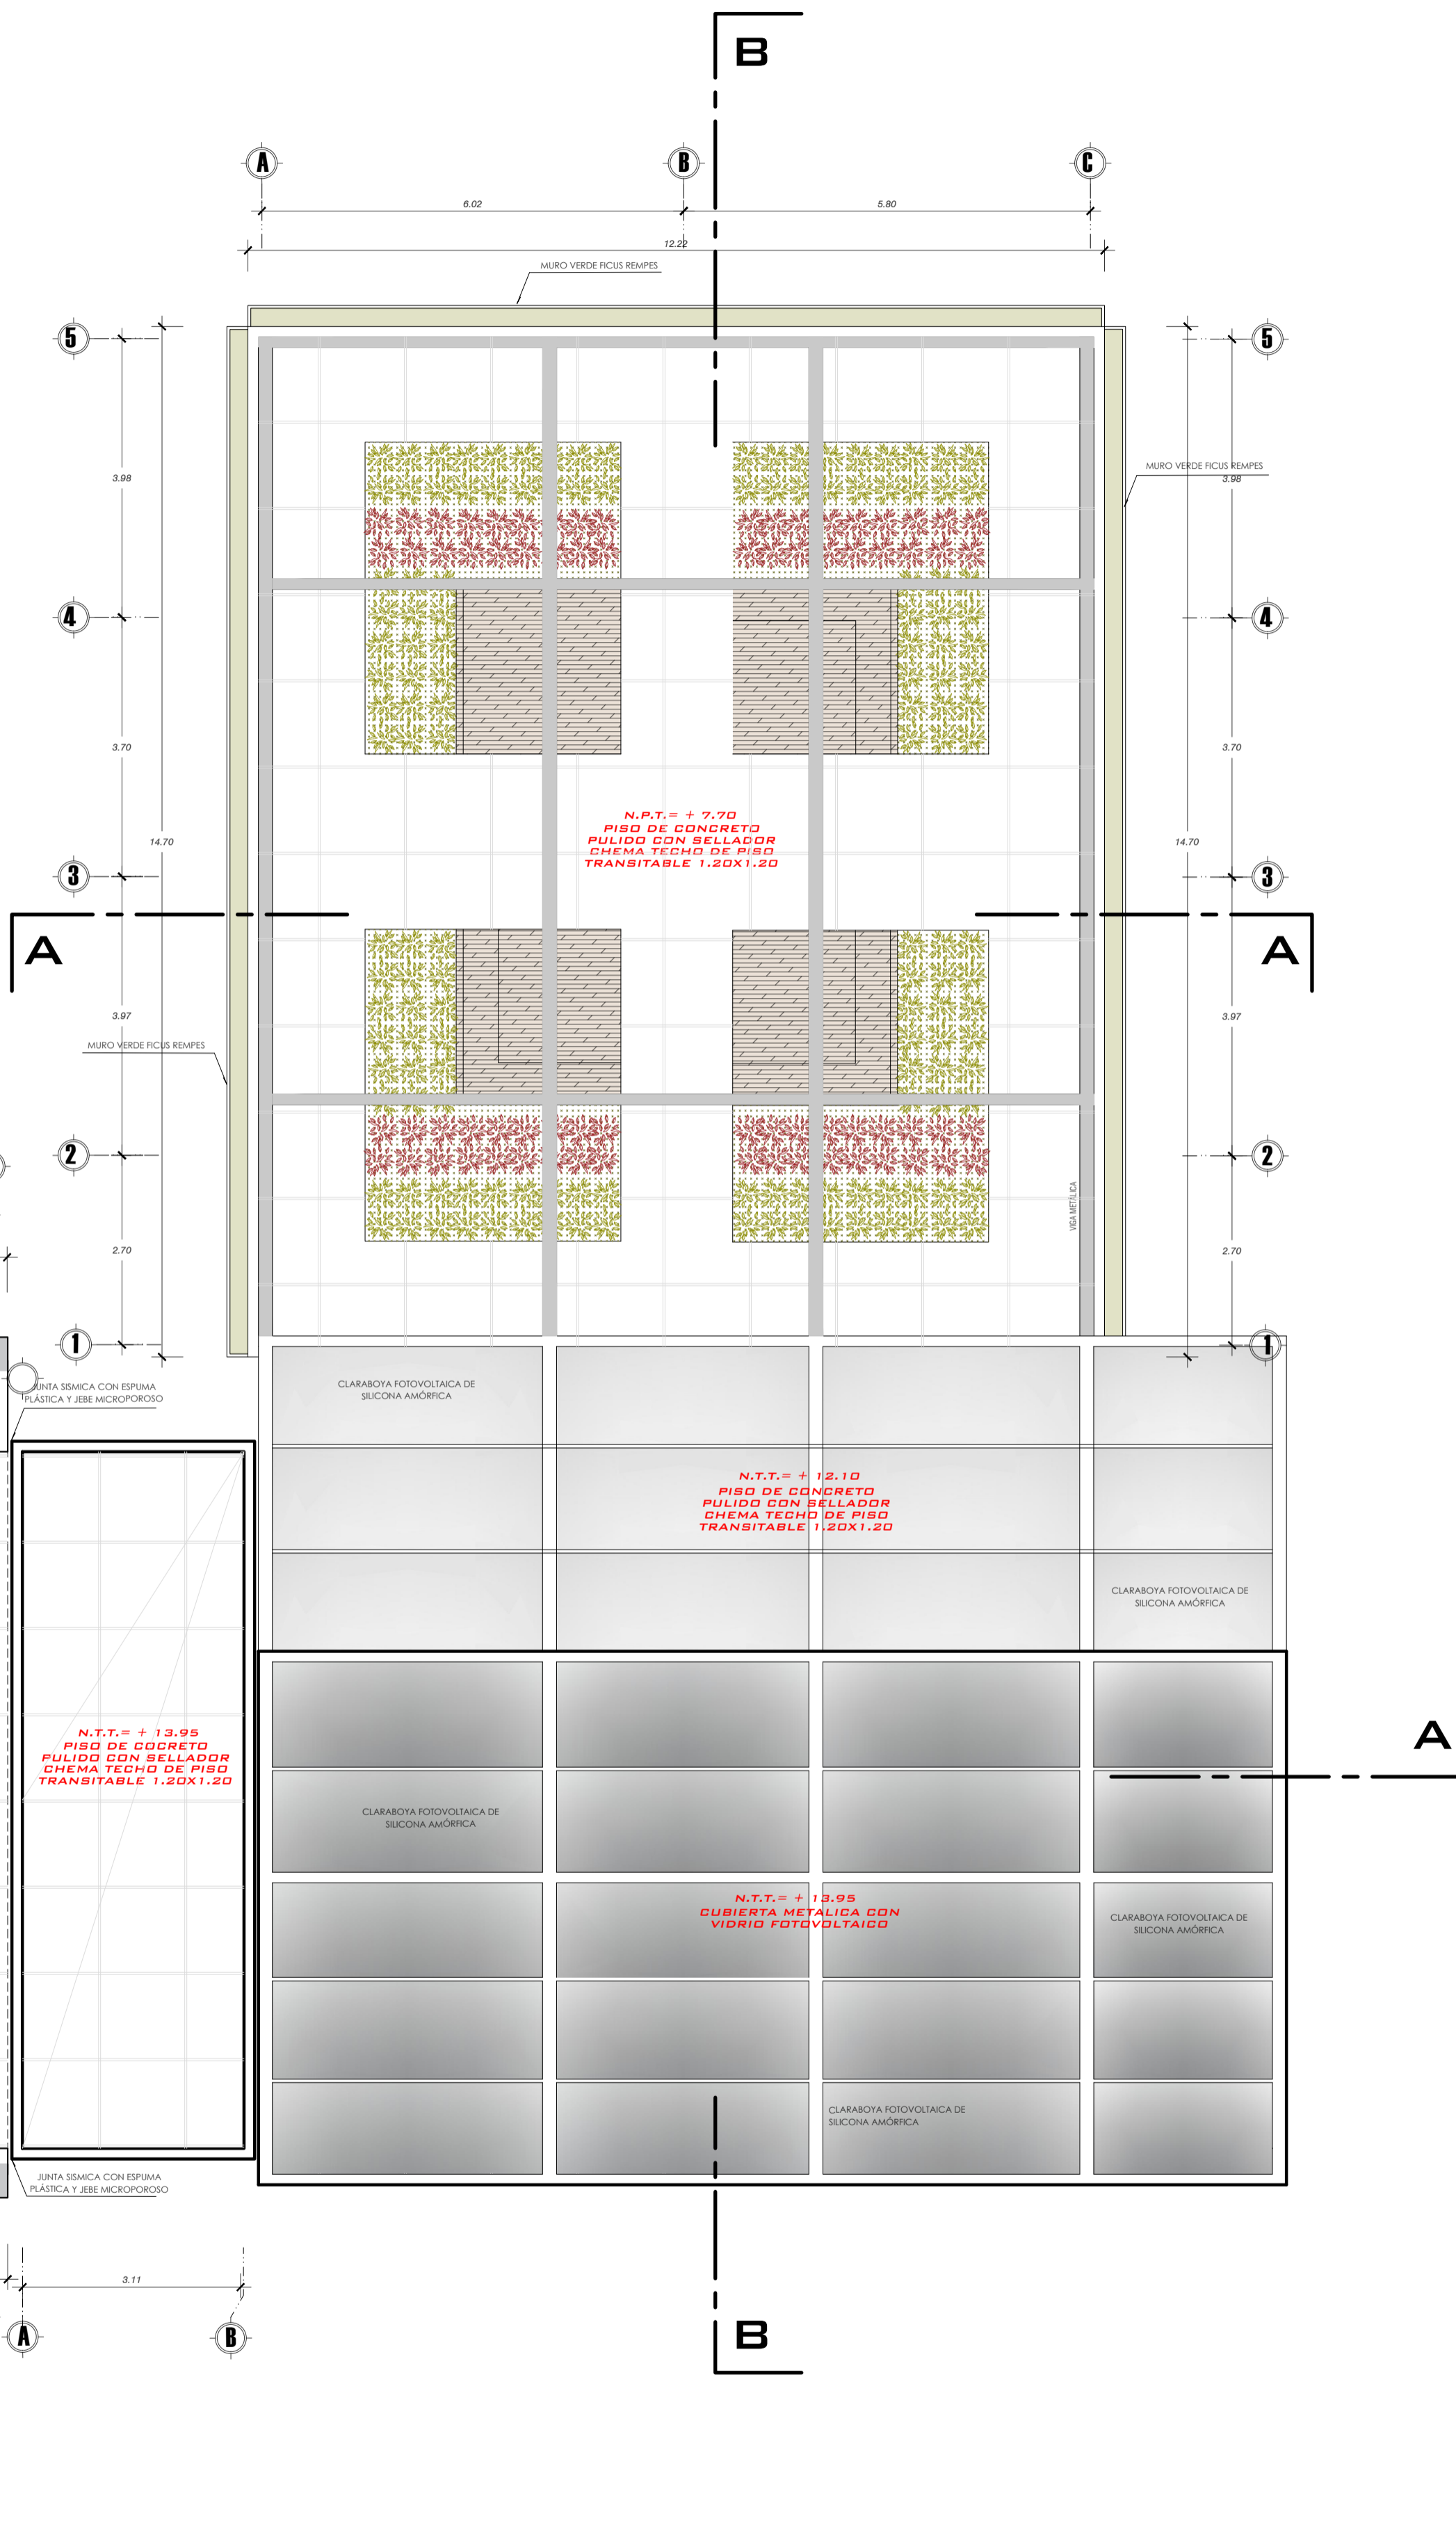 B
A
B
C
6.02
5.80
12.22
MURO VERDE FICUS REMPES
5
5
MURO VERDE FICUS REMPES
3.98
3.98
4
4
3.70
3.70
N.P.T.= + 7.70
PISO DE CONCRETO
PULIDO CON SELLADOR
CHEMA TECHO DE PISO
TRANSITABLE 1.20X1.20
14.70
14.70
3
3
A
A
3.97
3.97
MURO VERDE FICUS REMPES
2
2
VIGA METÁLICA
2.70
2.70
1
1
JUNTA SISMICA CON ESPUMA
PLÁSTICA Y JEBE MICROPOROSO
CLARABOYA FOTOVOLTAICA DE
SILICONA AMÓRFICA
N.T.T.= + 12.10
PISO DE CONCRETO
PULIDO CON SELLADOR
CHEMA TECHO DE PISO
TRANSITABLE 1.20X1.20
CLARABOYA FOTOVOLTAICA DE
SILICONA AMÓRFICA
N.T.T.= + 13.95
PISO DE COCRETO
PULIDO CON SELLADOR
CHEMA TECHO DE PISO
TRANSITABLE 1.20X1.20
A
CLARABOYA FOTOVOLTAICA DE
SILICONA AMÓRFICA
N.T.T.= + 13.95
CUBIERTA METALICA CON
VIDRIO FOTOVOLTAICO
CLARABOYA FOTOVOLTAICA DE
SILICONA AMÓRFICA
CLARABOYA FOTOVOLTAICA DE
SILICONA AMÓRFICA
JUNTA SISMICA CON ESPUMA
PLÁSTICA Y JEBE MICROPOROSO
3.11
A
B
B